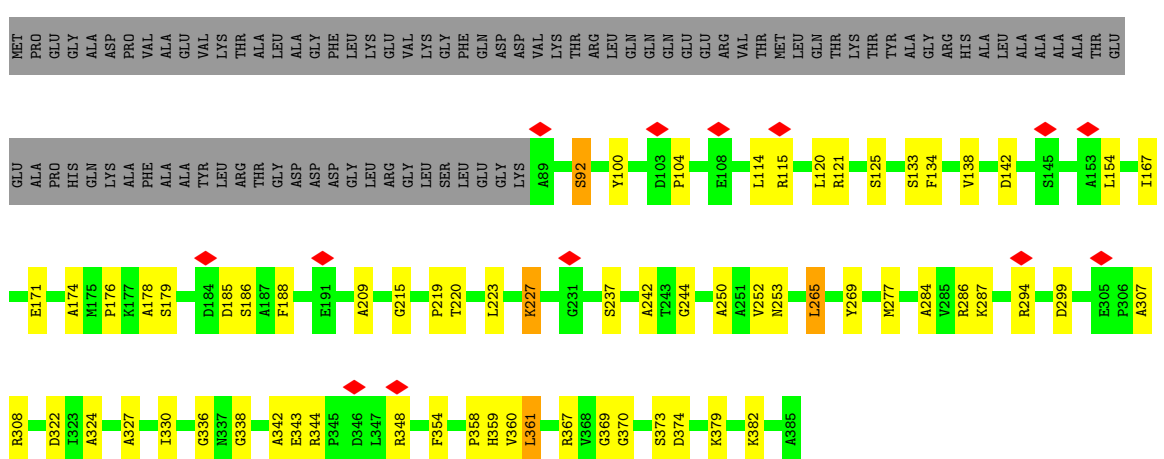 MET PRO GLU GLY ALA ASP PRO VAL ALA GLU VAL LYS THR ALA LEU ALA GLY PHE LEU LYS GLU VAL LYS GLY PHE GLN ASP ASP VAL LYS THR ARG LEU GLN GLN GLN GLU GLU ARG VAL THR MET LEU GLN THR LYS THR TYR ALA GLY ARG HIS ALA LEU ALA ALA ALA ALA THR GLU
GLU ALA PRO HIS GLN LYS ALA PHE ALA ALA TYR LEU ARG THR GLY ASP ASP ASP GLY LEU ARG GLY LEU SER LEU GLU GLY LYS A89 S92 Y100 D103 P104 E108 L114 R115 L120 R121 S125 S133 F134 V138 D142 S145 A153 L154 I167
E171 A174 M175 P176 K177 A178 S179 D184 D185 S186 A187 F188 E191 A209 G215 P219 T220 L223 K227 G231 S237 A242 T243 G244 A250 A251 V252 N253 L265 Y269 M277 A284 V285 R286 K287 R294 D299 E305 P306 A307
R308 D322 I323 A324 A327 I330 G336 N337 G338 A342 E343 R344 P345 D346 L347 R348 F354 P358 H359 V360 L361 R367 V368 G369 G370 S373 D374 K379 K382 A385